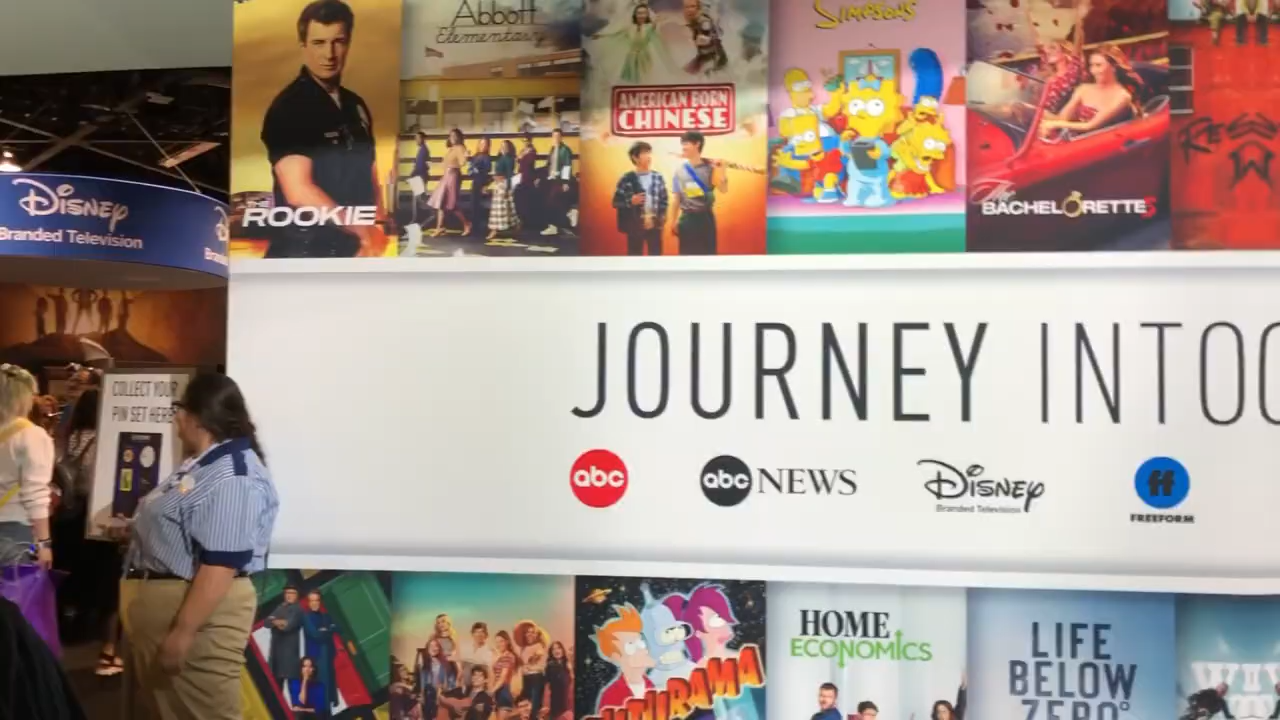 Abbott
Elementary
SIMPSONS
AMERICAN BORN
CHINESE
THE
ROOKIE
The
BACHELORETTE
DISNEY
Branded Television
COLLECT YOUR
PIN SET HERE
JOURNEY INTO
abc
abc NEWS
DISNEY
Branded Television
ff
FREEFORM
FUTURAMA
HOME
ECONOMICS
LIFE
BELOW
ZERO°